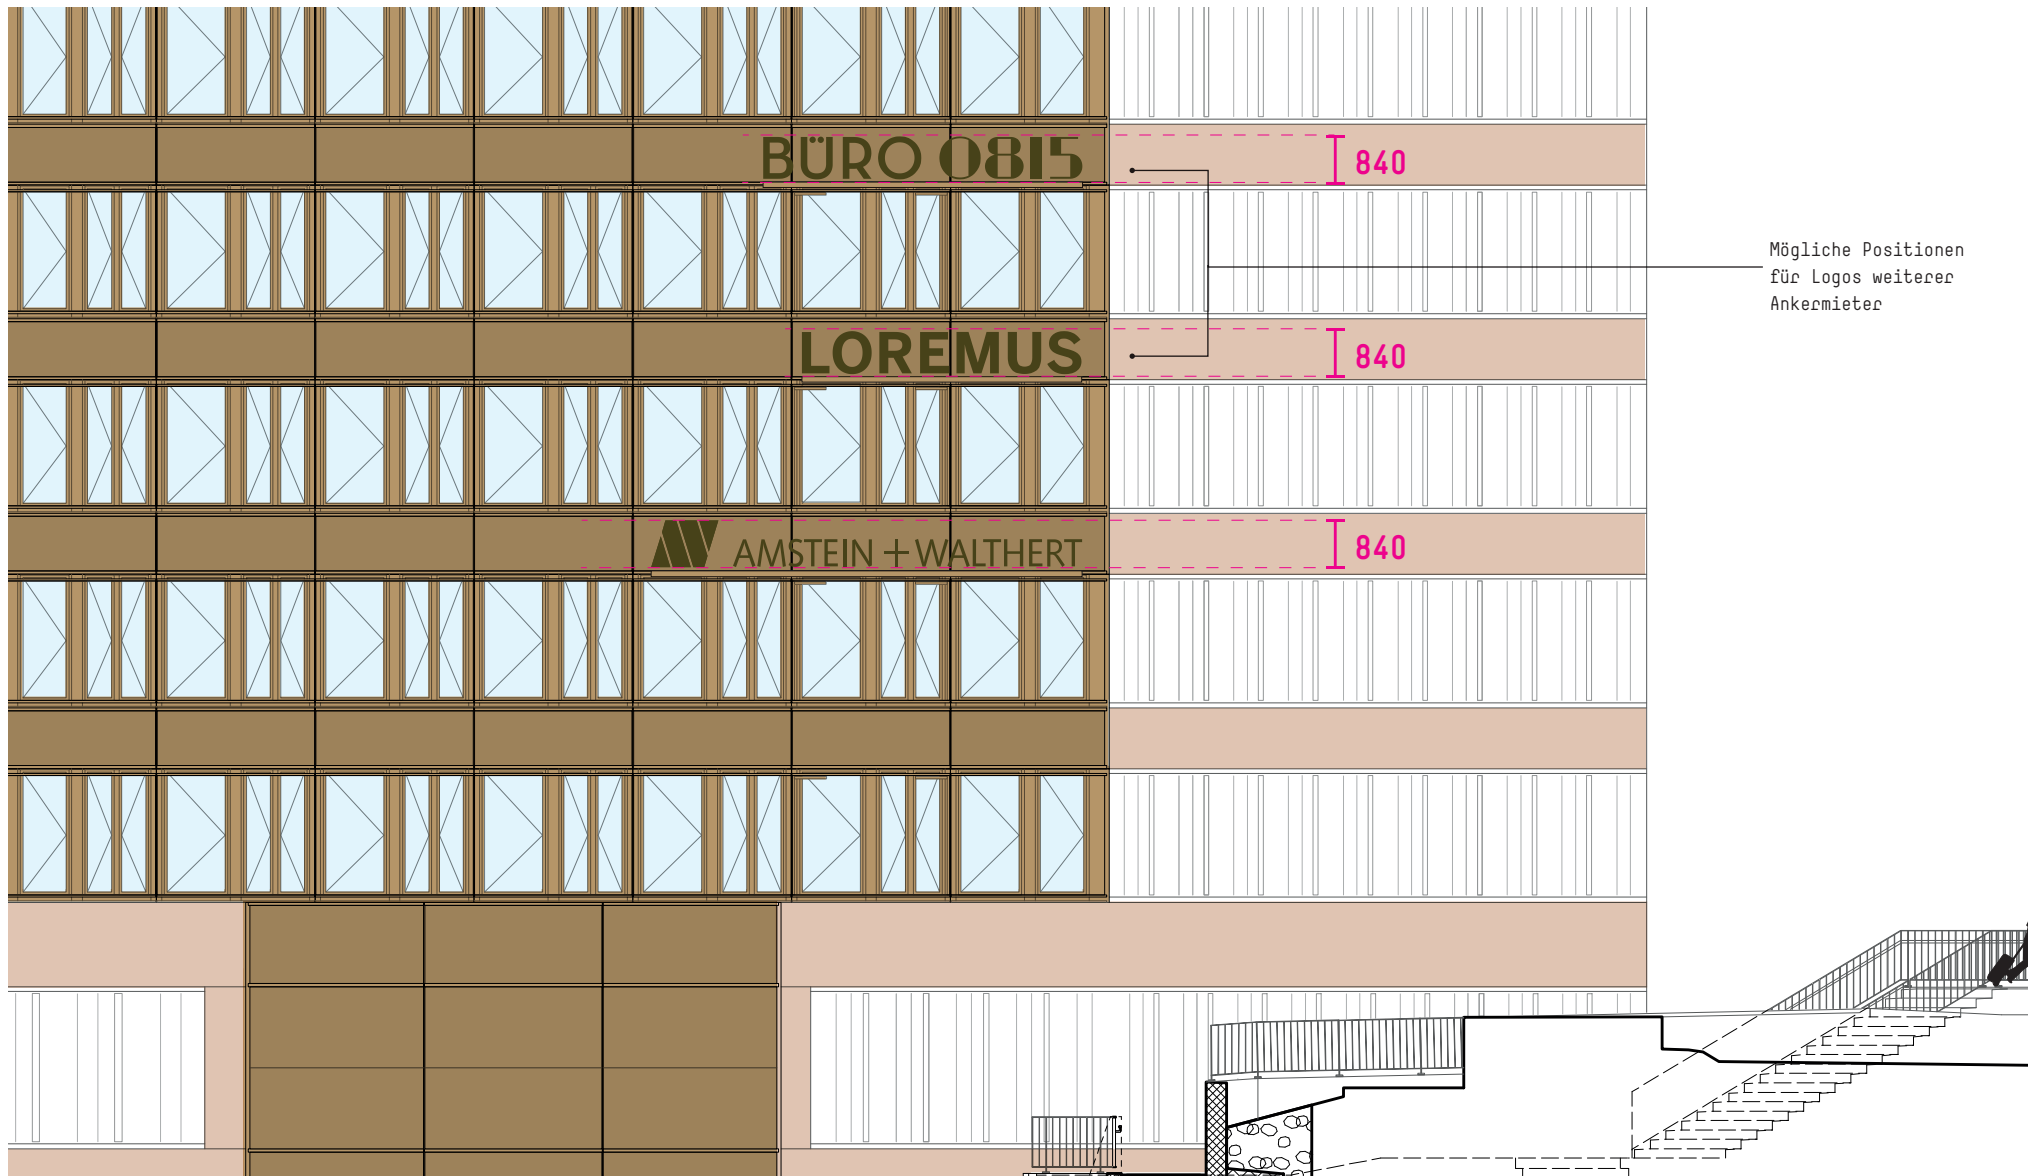 BÜRO 0815
840
Mögliche Positionen
für Logos weiterer
Ankermieter
LOREMUS
840
AMSTEIN + WALTHERT
840